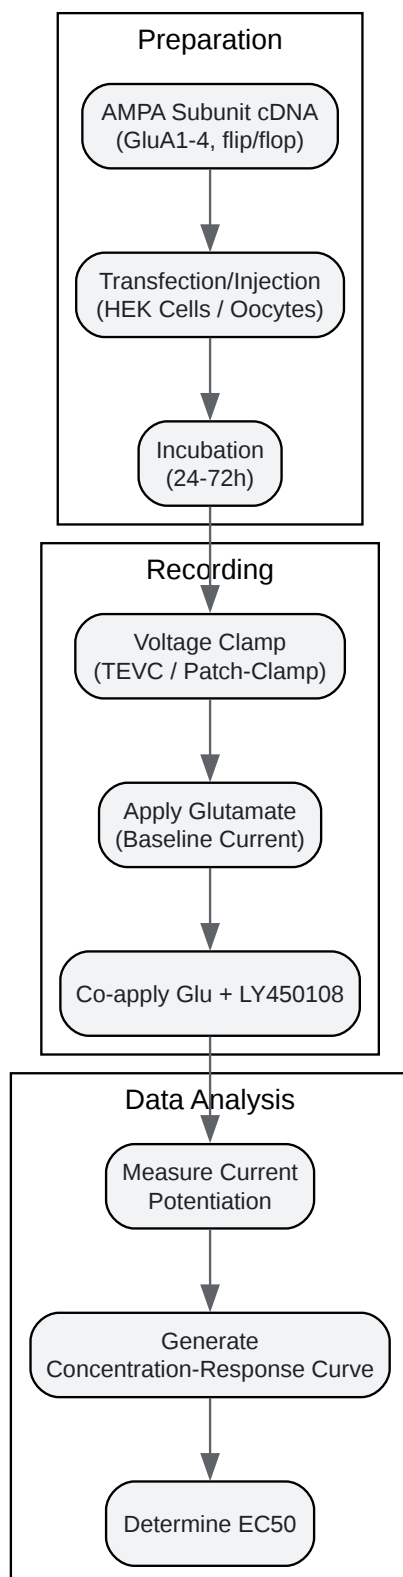 Preparation
AMPA Subunit cDNA
(GluA1-4, flip/flop)
Transfection/Injection
(HEK Cells / Oocytes)
Incubation
(24-72h)
Recording
Voltage Clamp
(TEVC / Patch-Clamp)
Apply Glutamate
(Baseline Current)
Co-apply Glu + LY450108
Data Analysis
Measure Current
Potentiation
Generate
Concentration-Response Curve
Determine EC50